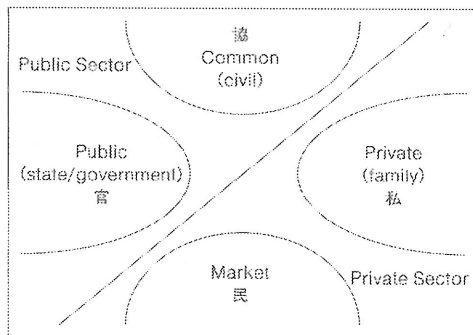 協
Common
(civil)
Public Sector
Public
(state/government)
官
Private
(family)
私
Market
民
Private Sector